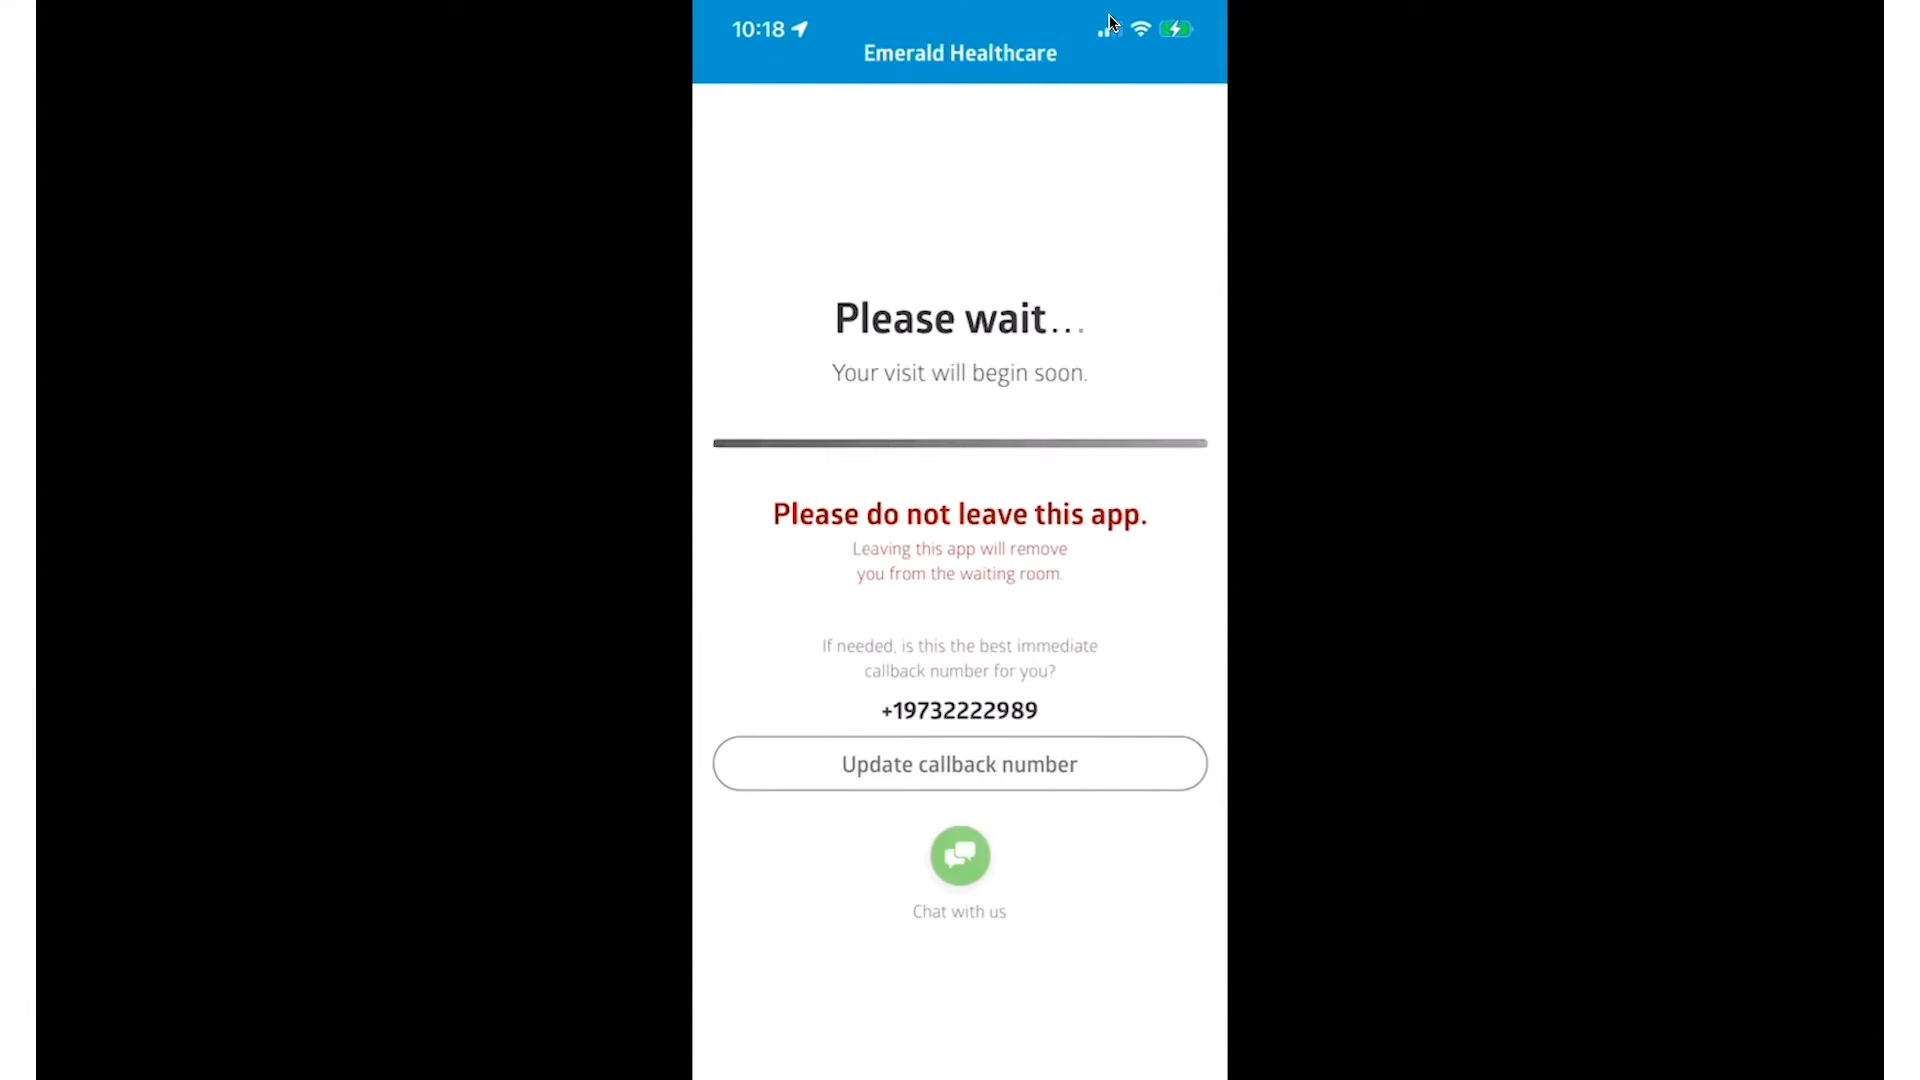 10:18
Emerald Healthcare
Please wait...
Your visit will begin soon.
Please do not leave this app.
Leaving this app will remove
you from the waiting room.
If needed, is this the best immediate
callback number for you?
+19732222989
Update callback number
Chat with us